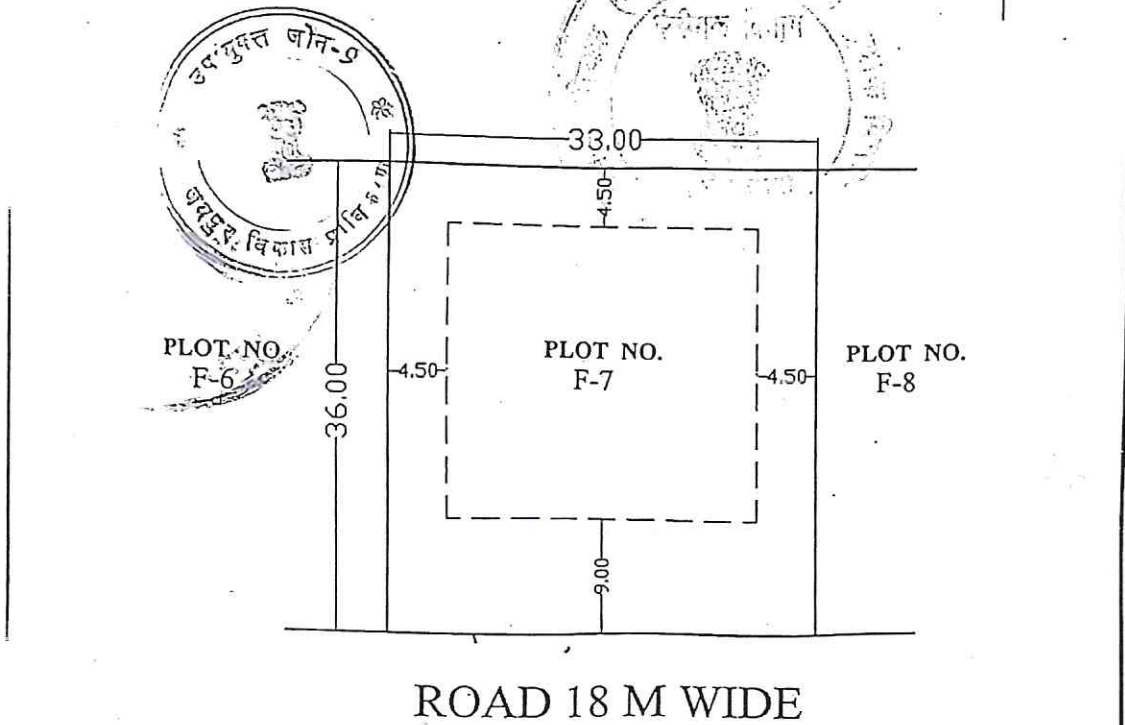 उपायुक्त जोन-9
जयपुर विकास प्राधिकरण
33.00
4.50
PLOT NO.
F-6
36.00
4.50
PLOT NO.
F-7
4.50
PLOT NO.
F-8
9.00
ROAD 18 M WIDE